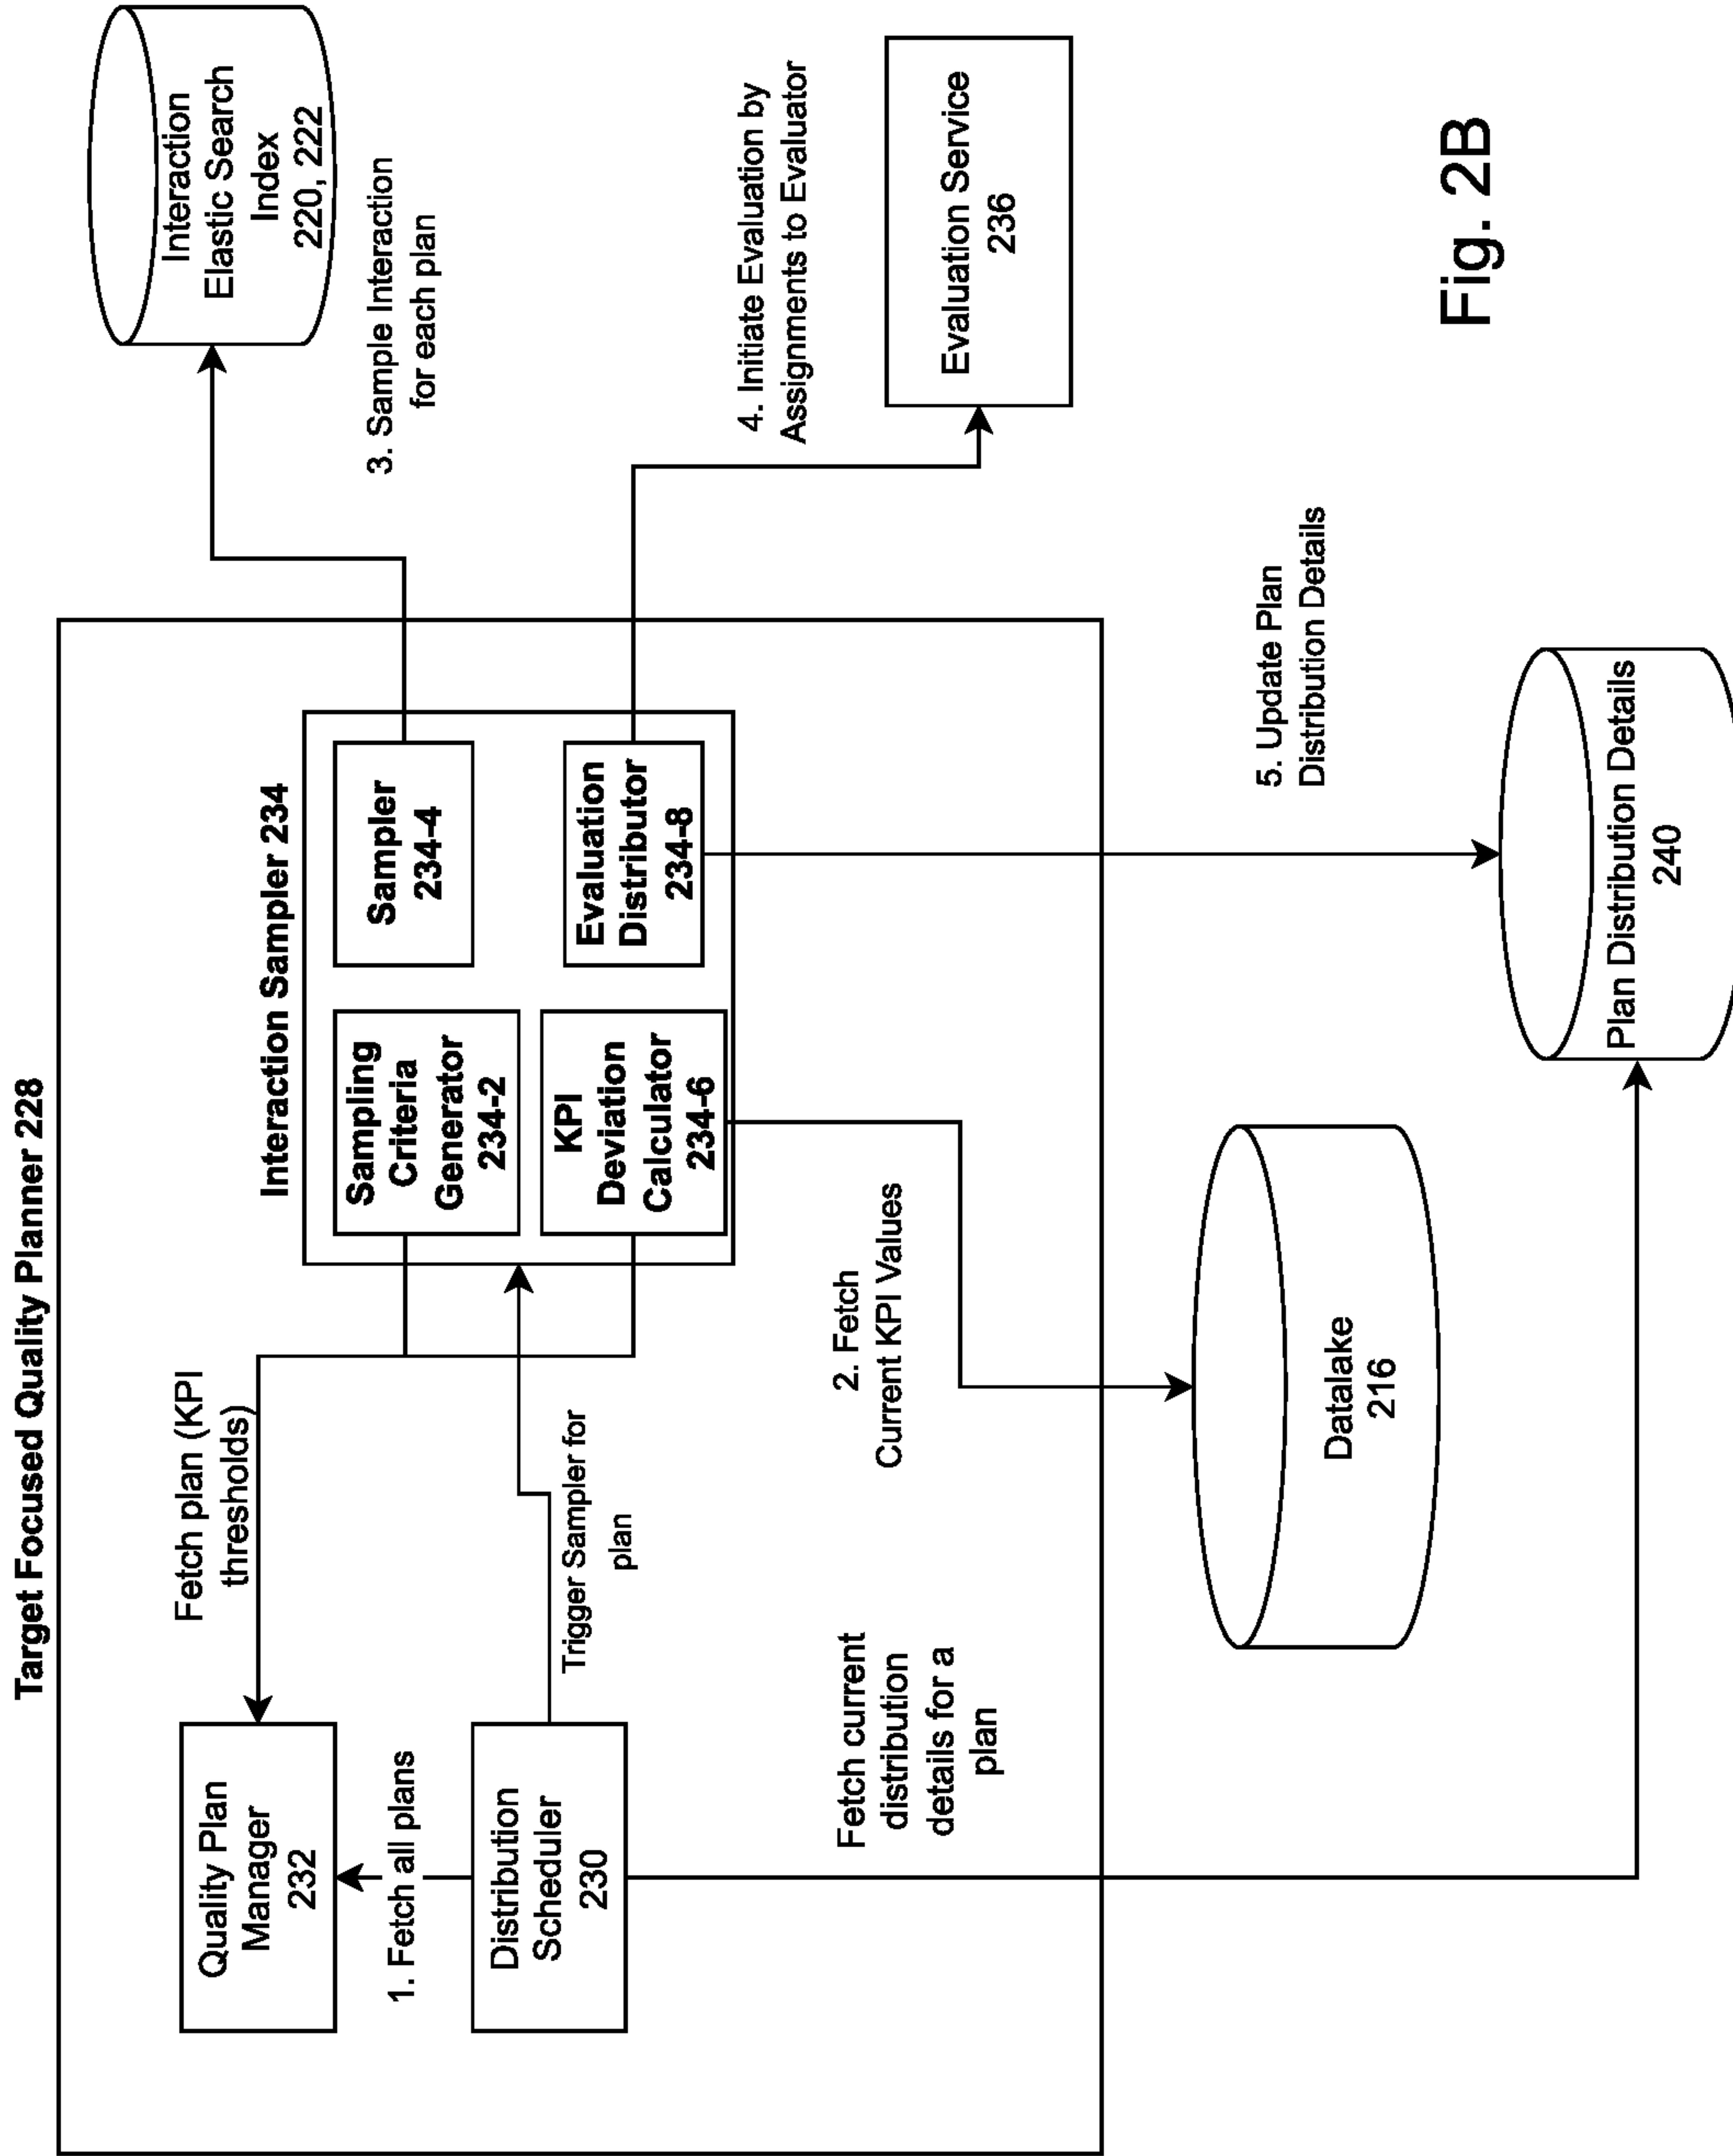 Target Focused Quality Planner 228
Quality Plan
Manager
232
Fetch plan (KPI
thresholds)
1. Fetch all plans
Distribution
Scheduler
230
Trigger Sampler for
plan
Interaction Sampler 234
Sampling
Criteria
Generator
234-2
Sampler
234-4
KPI
Deviation
Calculator
234-6
Evaluation
Distributor
234-8
Interaction
Elastic Search
Index
220, 222
3. Sample Interaction
for each plan
4. Initiate Evaluation by
Assignments to Evaluator
Evaluation Service
236
Fetch current
distribution
details for a
plan
2. Fetch
Current KPI Values
Datalake
216
5. Update Plan
Distribution Details
Plan Distribution Details
240
Fig. 2B